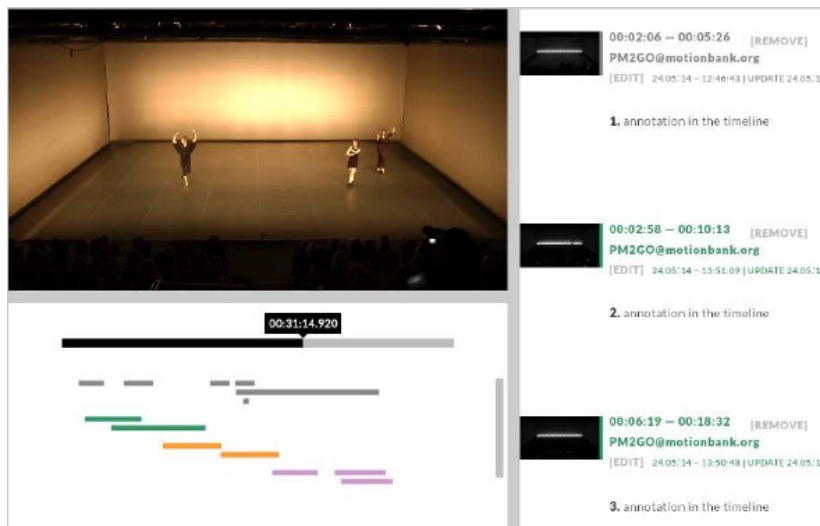 00:31:14.920
00:02:06 — 00:05:26 [REMOVE]
PM2GO@motionbank.org
[EDIT] 24.05.'14 - 12:46:43 | UPDATE 24.05.'1
1. annotation in the timeline
00:02:58 — 00:10:13 [REMOVE]
PM2GO@motionbank.org
[EDIT] 24.05.'14 - 13:51:09 | UPDATE 24.05.'1
2. annotation in the timeline
00:06:19 — 00:18:32 [REMOVE]
PM2GO@motionbank.org
[EDIT] 24.05.'14 - 13:50:48 | UPDATE 24.05.'1
3. annotation in the timeline